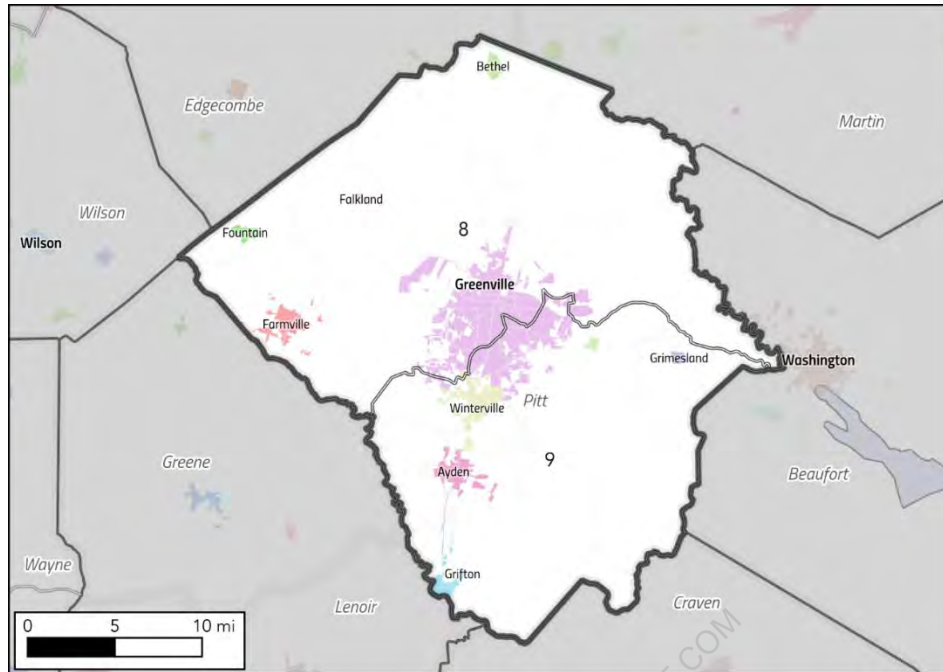 Bethel
Edgecombe
Martin
Falkland
Wilson
Fountain
8
Wilson
Greenville
Farmville
Grimesland
Washington
Winterville
Pitt
Greene
Ayden
9
Beaufort
Wayne
Grifton
Lenoir
Craven
0 5 10 mi
.COM